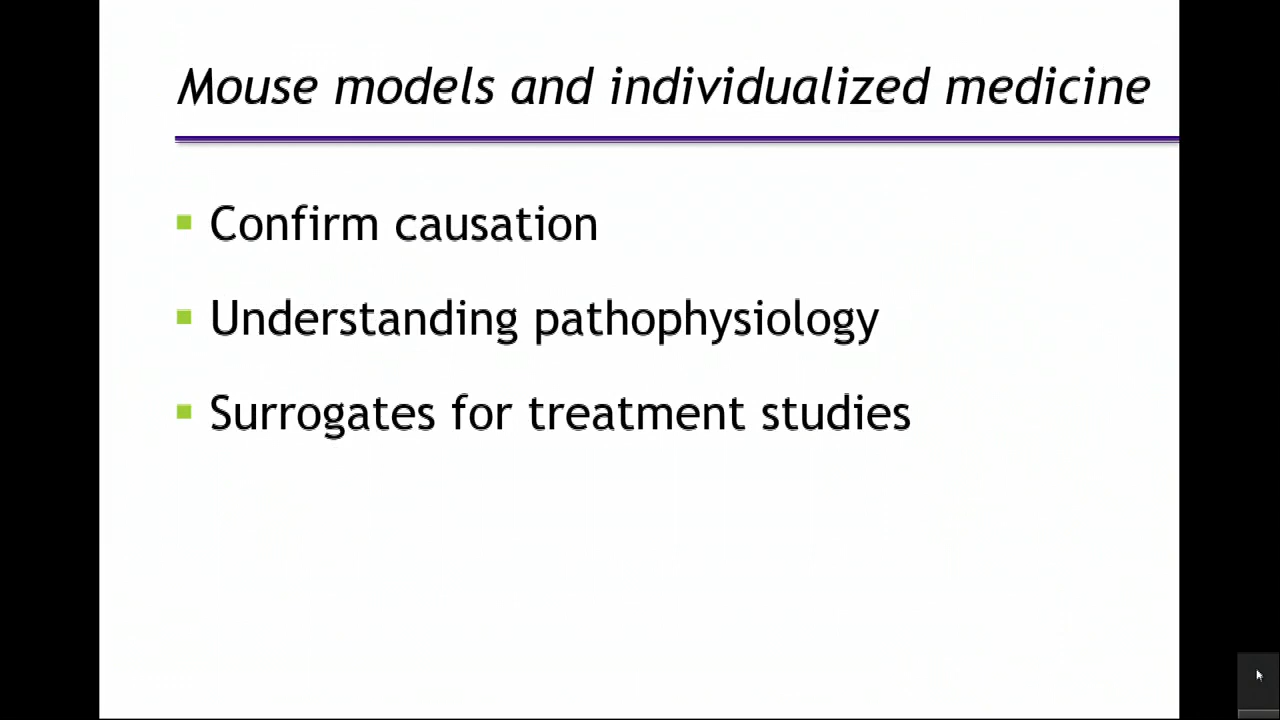 Mouse models and individualized medicine
Confirm causation
Understanding pathophysiology
Surrogates for treatment studies